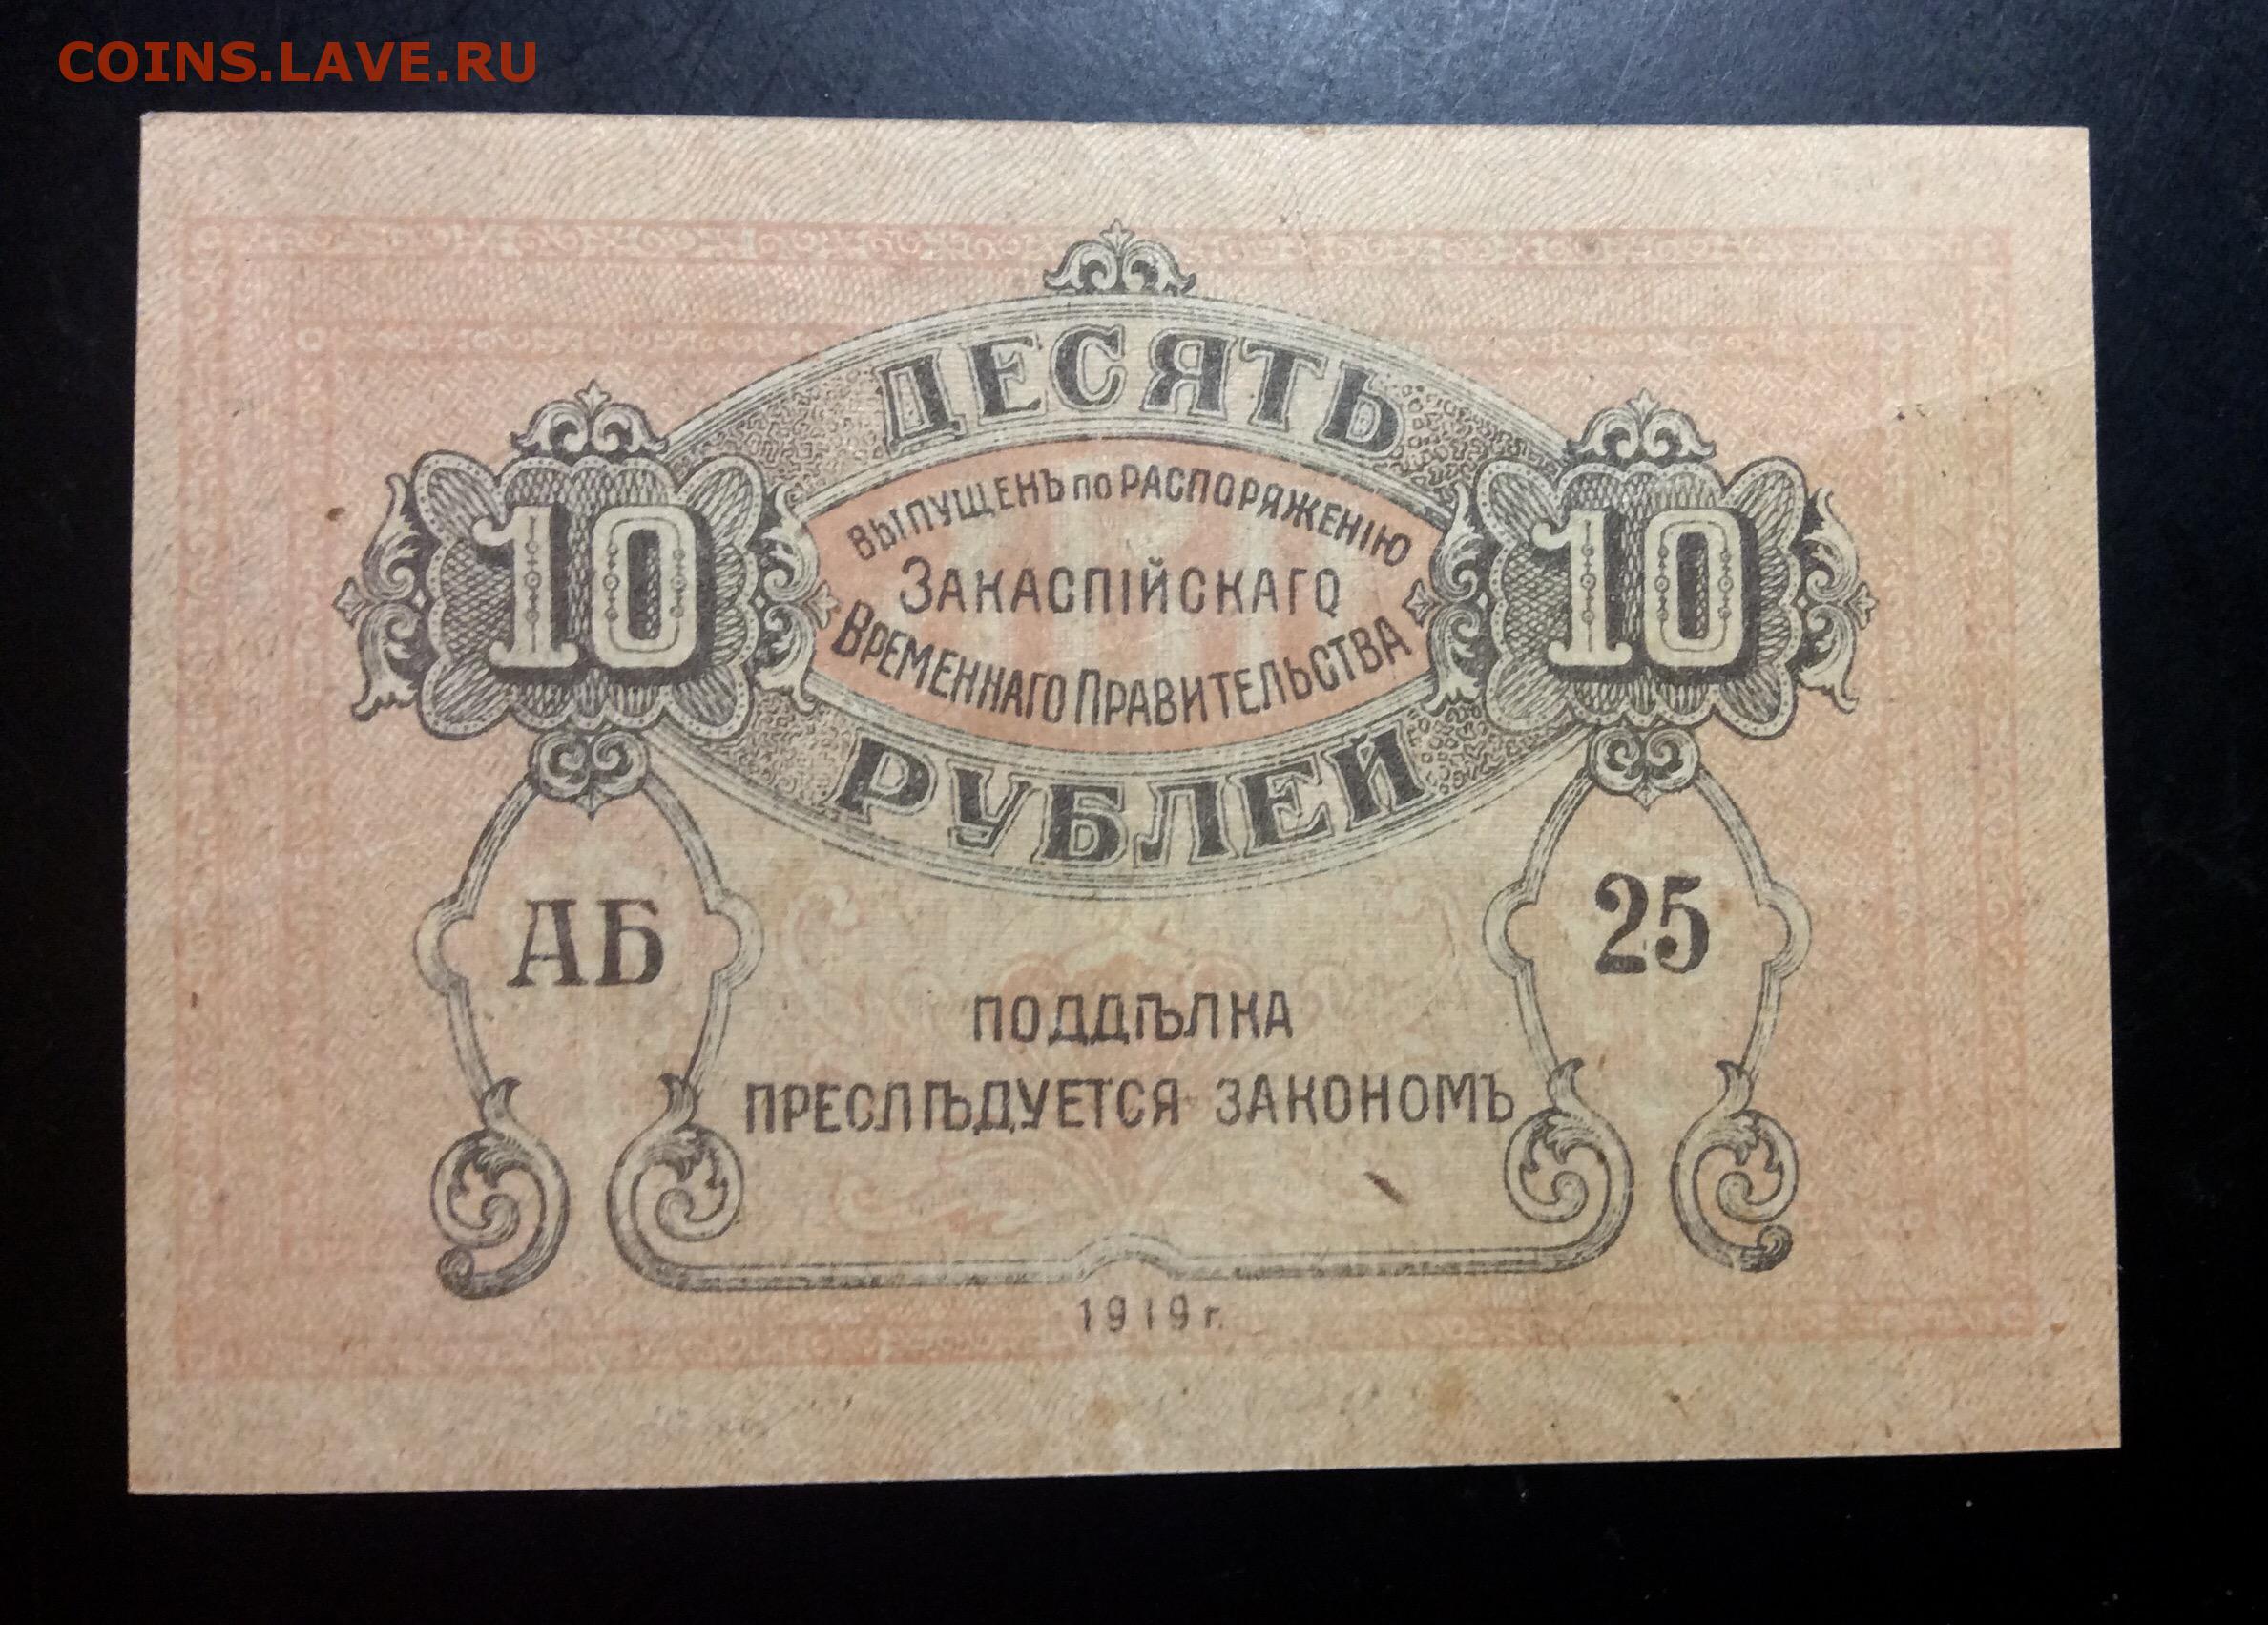 COINS.LAVE.RU
ДЕСЯТЬ
ВЫПУЩЕНЪ по РАСПОРЯЖЕНІЮ
10 ЗАКАСПІЙСКАГО 10
ВРЕМЕННАГО ПРАВИТЕЛЬСТВА
РУБЛЕЙ
АБ 25
ПОДДѢЛКА
ПРЕСЛѢДУЕТСЯ ЗАКОНОМЪ
1919 г.